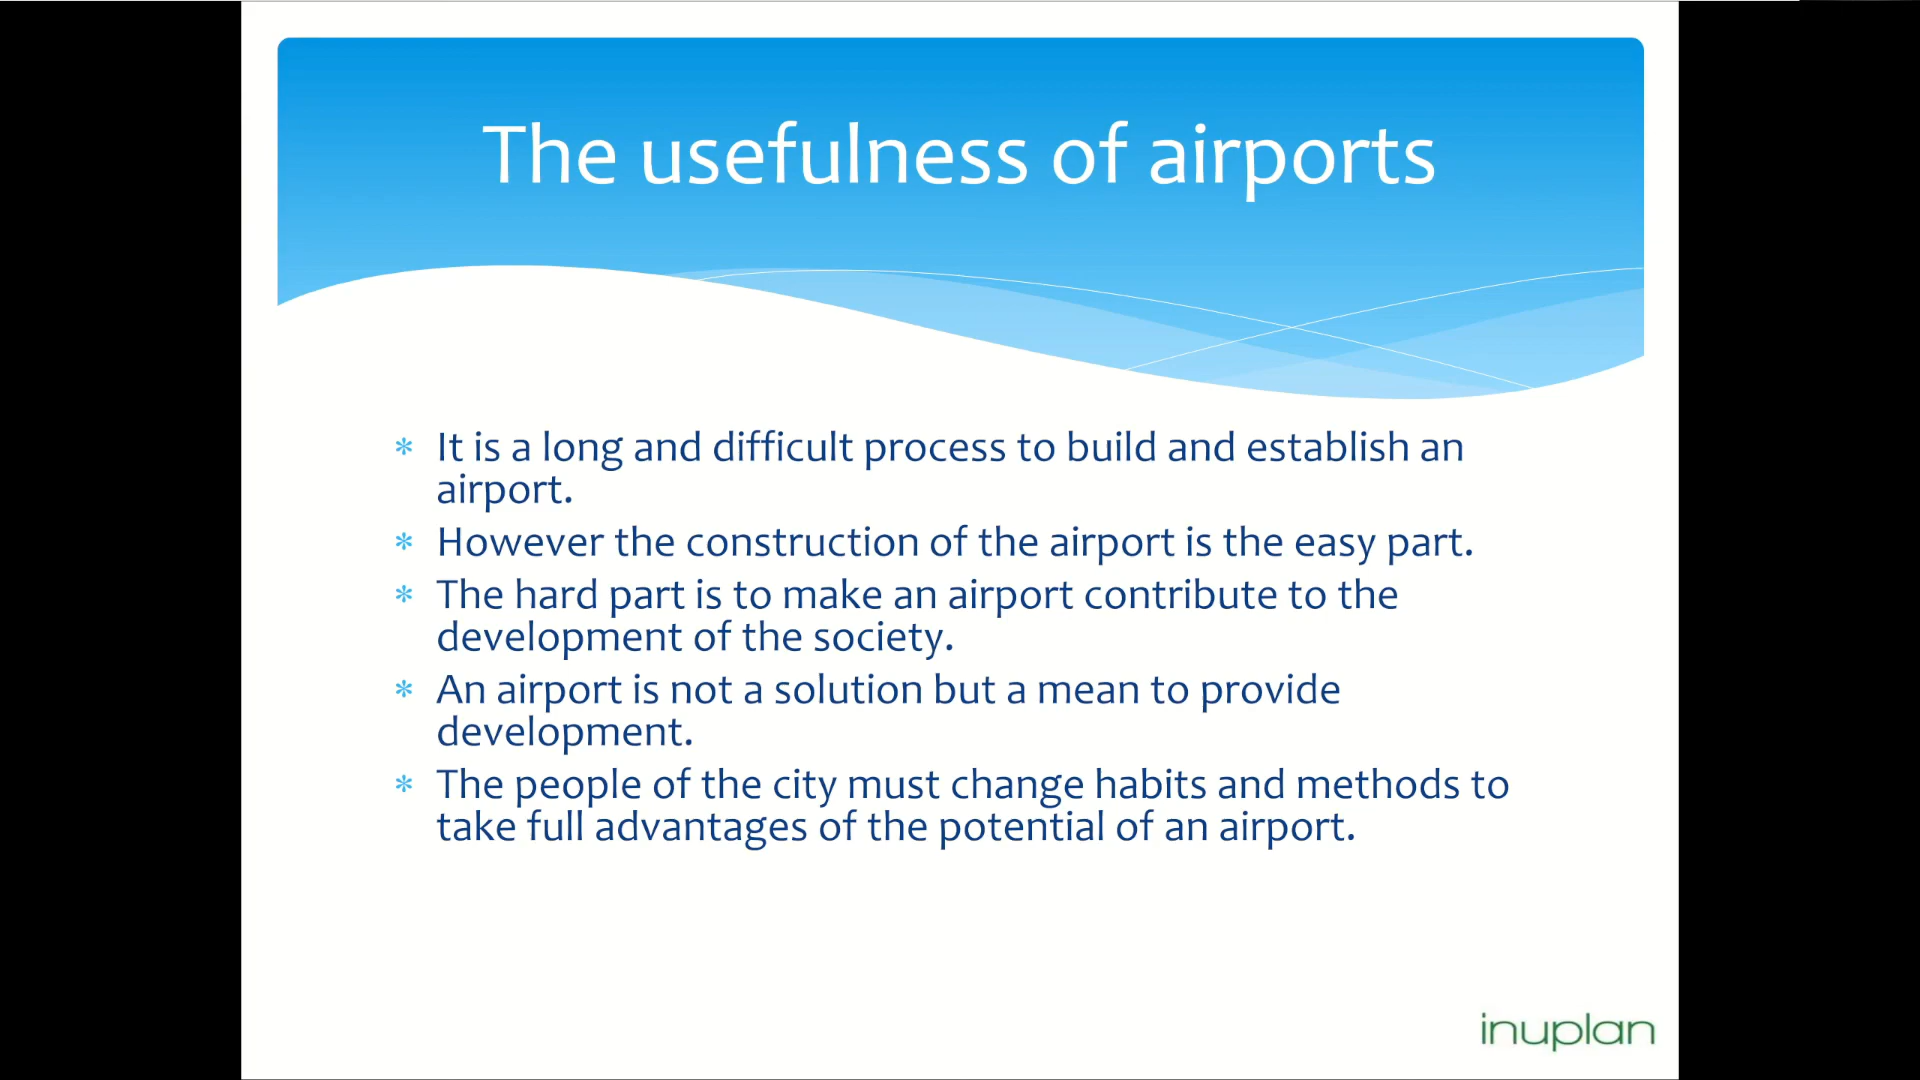 The usefulness of airports
* It is a long and difficult process to build and establish an
airport.
* However the construction of the airport is the easy part.
* The hard part is to make an airport contribute to the
development of the society.
* An airport is not a solution but a mean to provide
development.
* The people of the city must change habits and methods to
take full advantages of the potential of an airport.
inuplan